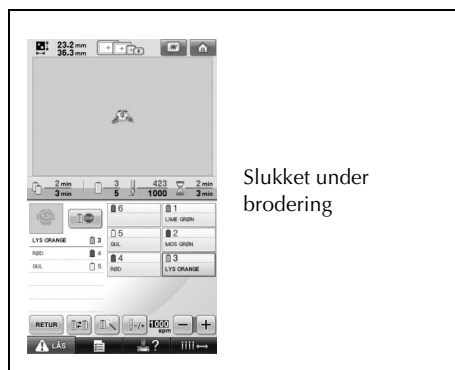 23.2 mm
36.3 mm
2 min
3 min
3
5
423
1000
2 min
3 min
6
1
LIME GRØN
5
GUL
2
MOS GRØN
4
RØD
3
LYS ORANGE
LYS ORANGE 3
RØD 4
GUL 5
RETUR
-/+
1000
spm
LÅS
?
Slukket under
brodering